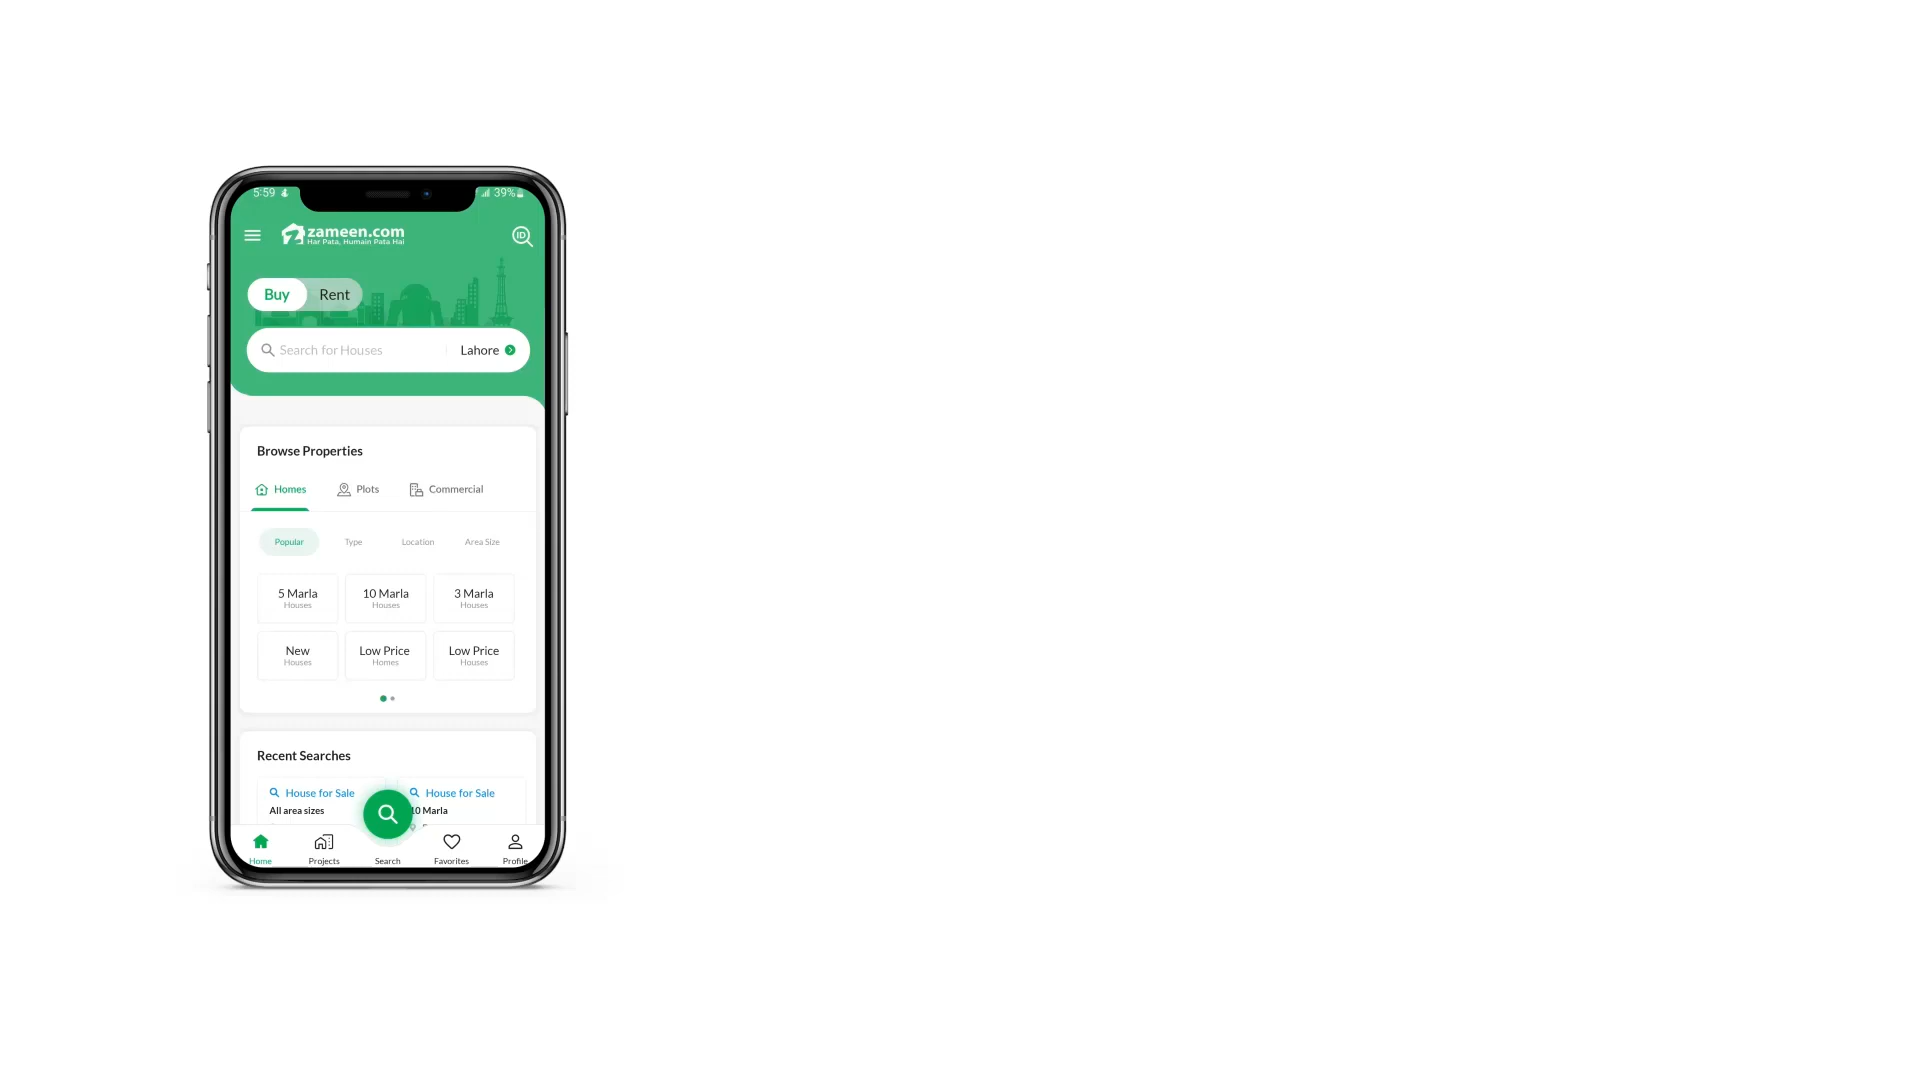 5:59
39%
zameen.com
Har Pata, Humain Pata Hai
ID
Buy
Rent
Search for Houses
Lahore
Browse Properties
Homes
Plots
Commercial
Popular
Type
Location
Area Size
5 Marla
Houses
10 Marla
Houses
3 Marla
Houses
New
Houses
Low Price
Homes
Low Price
Houses
Recent Searches
House for Sale
All area sizes
House for Sale
10 Marla
Home
Projects
Search
Favorites
Profile